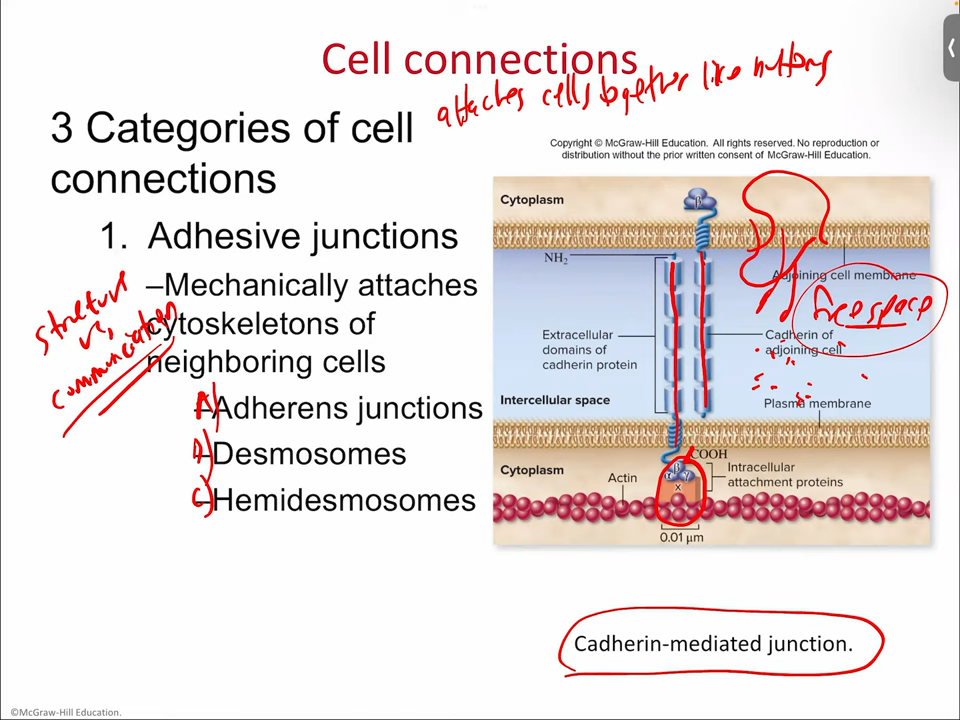 Cell connections
attaches cells together like buttons
3 Categories of cell
connections
1. Adhesive junctions
–Mechanically attaches
cytoskeletons of
neighboring cells
A) –Adherens junctions
–Desmosomes
C) –Hemidesmosomes
structure
vs,
communication
Copyright © McGraw-Hill Education. All rights reserved. No reproduction or
distribution without the prior written consent of McGraw-Hill Education.
Cytoplasm
β
NH₂
Adjoining cell membrane
free space
Extracellular
domains of
cadherin protein
Cadherin of
adjoining cell
Intercellular space
Plasma membrane
COOH
Cytoplasm
β
α γ
x
Actin
Intracellular
attachment proteins
0.01 μm
Cadherin-mediated junction.
©McGraw-Hill Education.